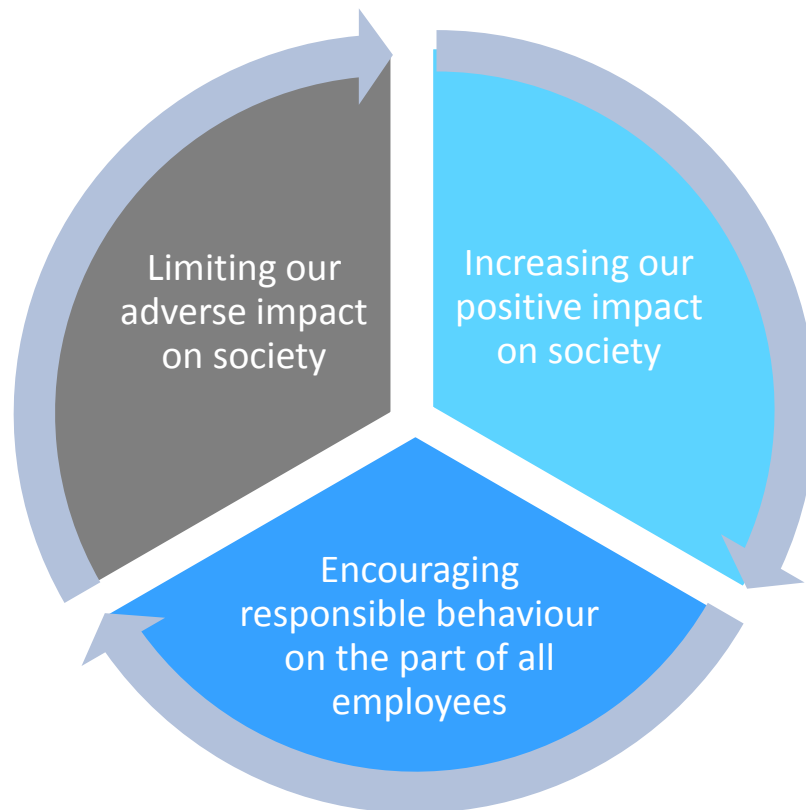 Limiting our
adverse impact
on society
Increasing our
positive impact
on society
Encouraging
responsible behaviour
on the part of all
employees